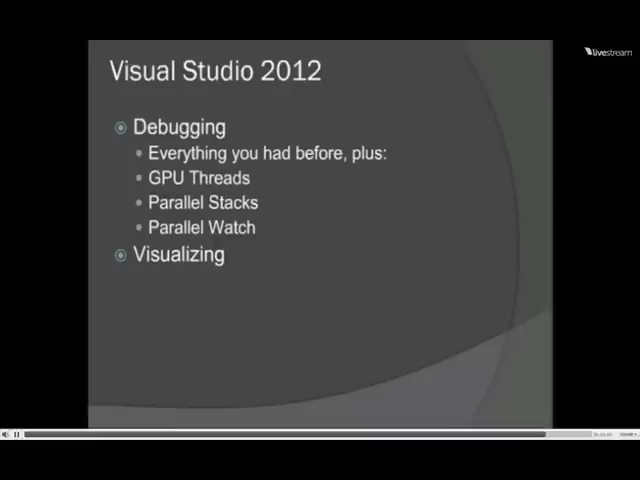 livestream
Visual Studio 2012
Debugging
Everything you had before, plus:
GPU Threads
Parallel Stacks
Parallel Watch
Visualizing